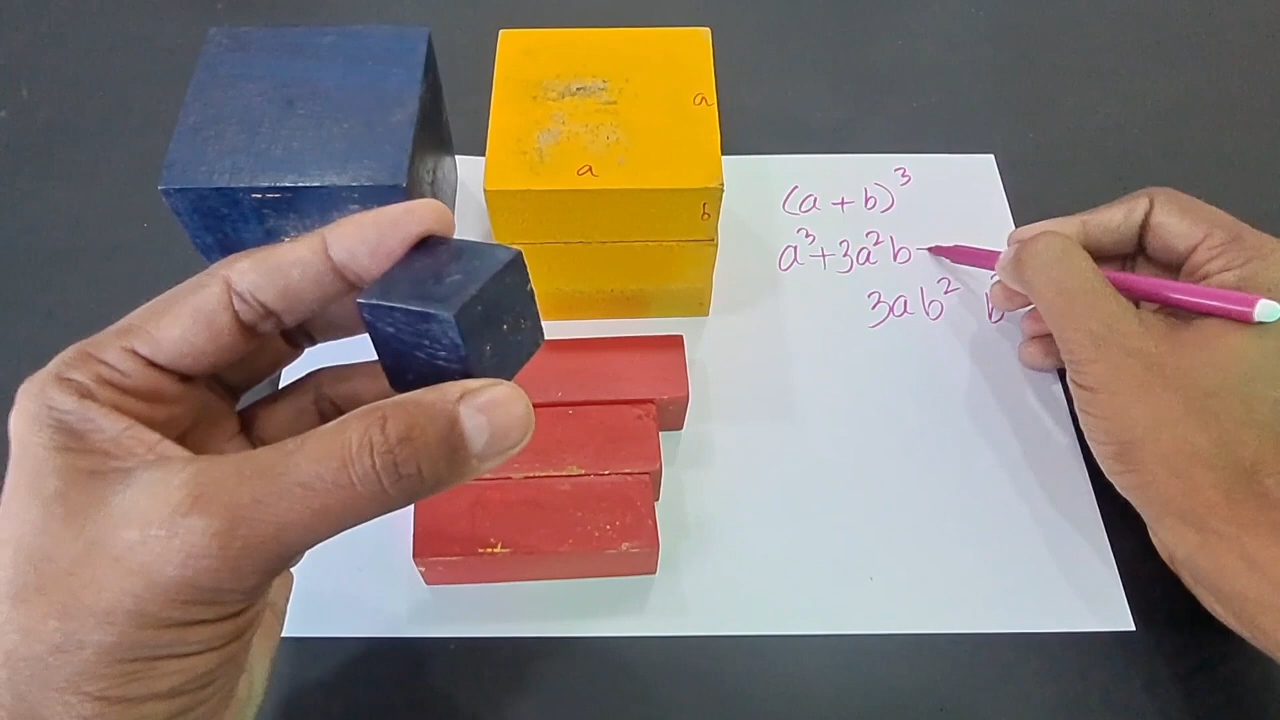 a
a
b
(a + b)³
a³+3a²b-
3ab² b